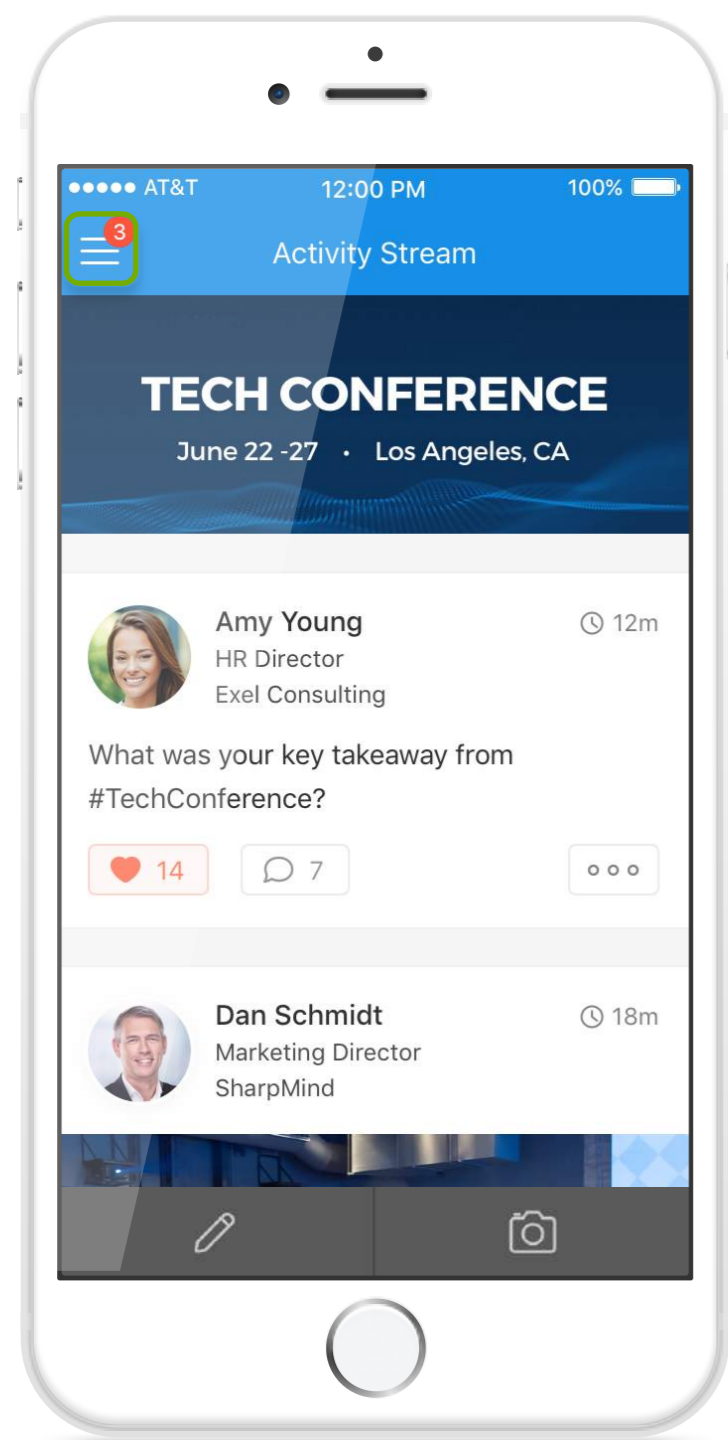 AT&T 12:00 PM 100%
3
Activity Stream
TECH CONFERENCE
June 22 -27 · Los Angeles, CA
Amy Young 12m
HR Director
Exel Consulting
What was your key takeaway from
#TechConference?
14 7
Dan Schmidt 18m
Marketing Director
SharpMind